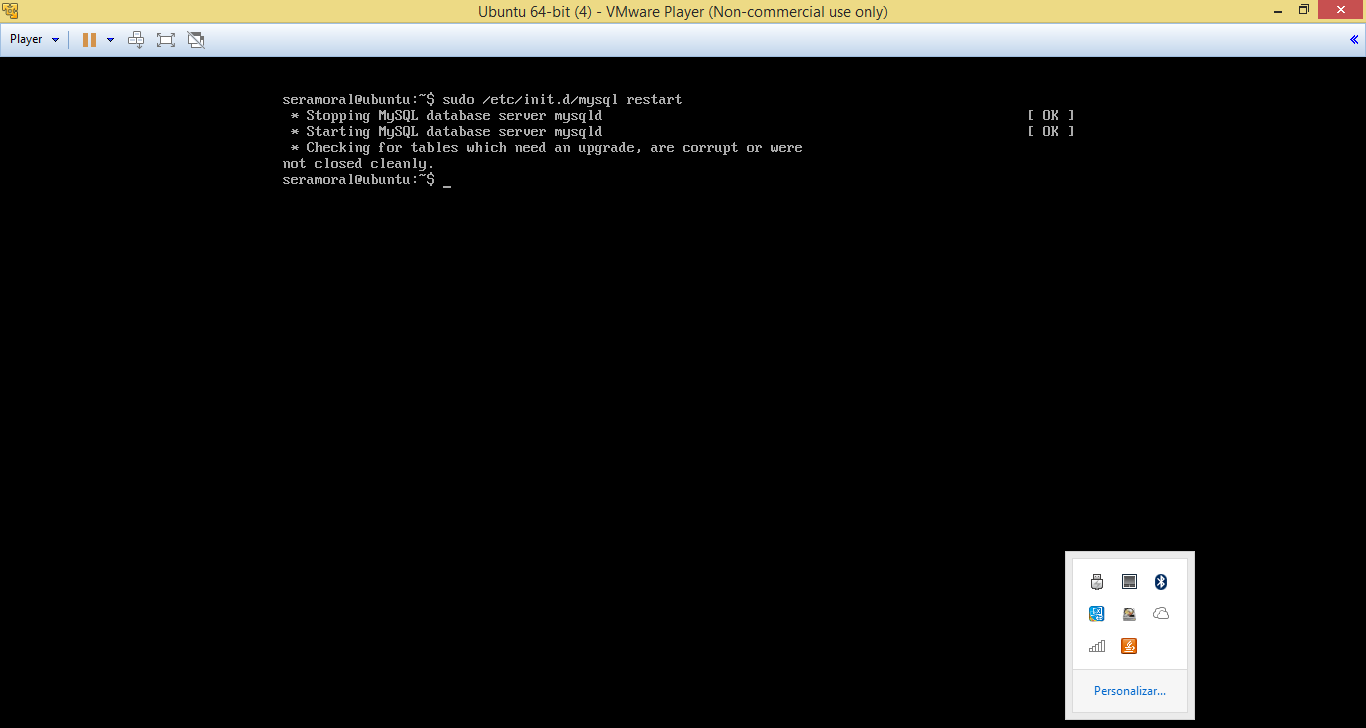 Ubuntu 64-bit (4) - VMware Player (Non-commercial use only)
Player
seramoral@ubuntu:~$ sudo /etc/init.d/mysql restart
 * Stopping MySQL database server mysqld [ OK ]
 * Starting MySQL database server mysqld [ OK ]
 * Checking for tables which need an upgrade, are corrupt or were
not closed cleanly.
seramoral@ubuntu:~$ _
Personalizar...